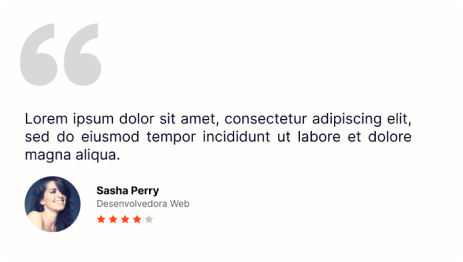 “
Lorem ipsum dolor sit amet, consectetur adipiscing elit,
sed do eiusmod tempor incididunt ut labore et dolore
magna aliqua.
Sasha Perry
Desenvolvedora Web